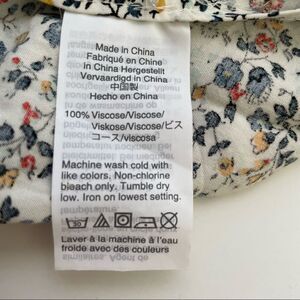 Made in China
Fabriqué en China
In China Hergestellt
Vervaardigd in China
中国製
Hecho en China
100% Viscose/Viscose/
Viskose/Viscose/ビス
コース/viscosa
Machine wash cold with
like colors. Non-chlorine
bleach only. Tumble dry
low. Iron on lowest setting.
Laver à la machine à l'eau
froide avec des couleurs